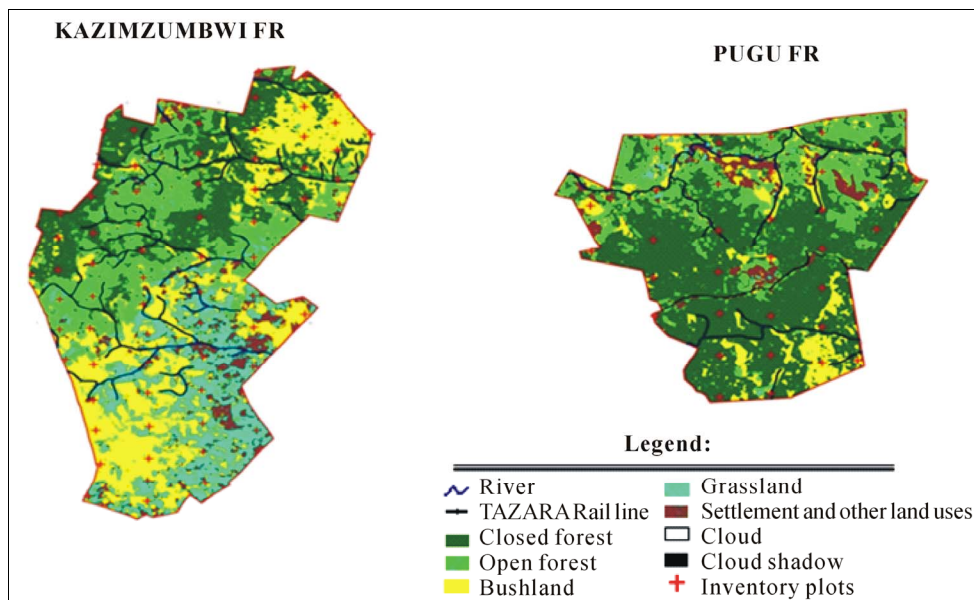 KAZIMZUMBWI FR
PUGU FR
Legend:
River
TAZARA Rail line
Closed forest
Open forest
Bushland
Grassland
Settlement and other land uses
Cloud
Cloud shadow
Inventory plots